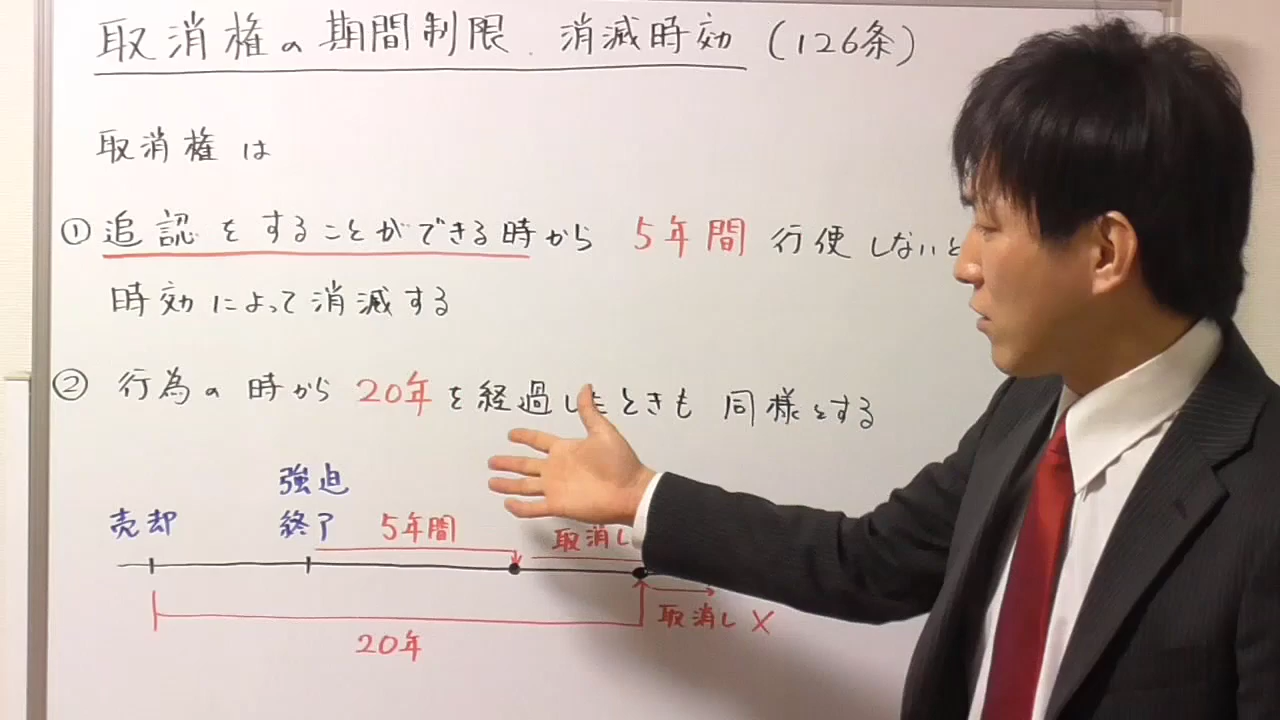 取消権の期間制限.消滅時効(126条)
取消権は
①追認をすることができる時から 5年間 行使しないと
時効によって消滅する
②行為の時から 20年を経過したときも 同様とする
強迫
売却 終了 5年間 取消し
取消し×
20年